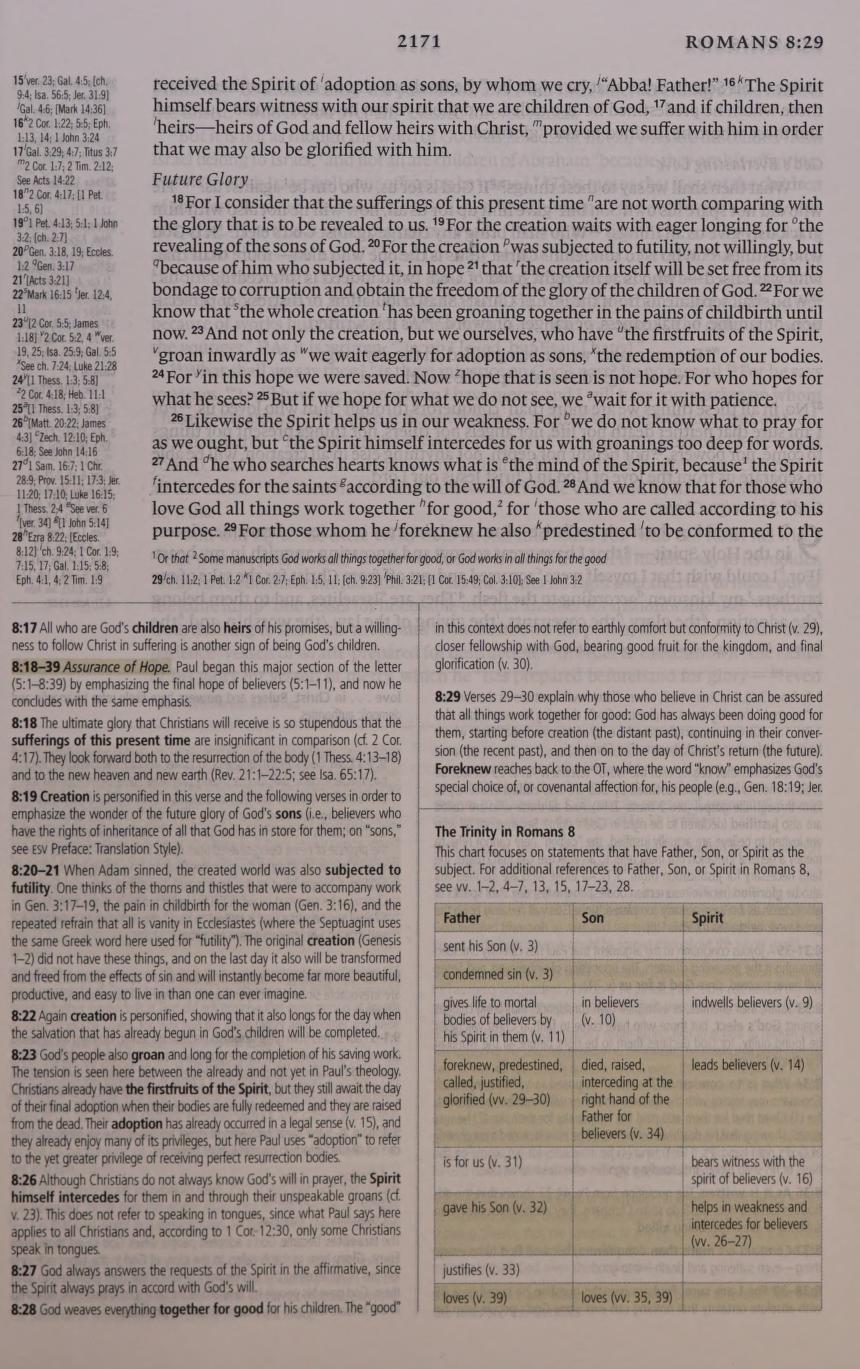 2171
ROMANS 8:29
15 i ver. 23; Gal. 4:5; [ch.
9:4; Isa. 56:5; Jer. 31:9]
j Gal. 4:6; [Mark 14:36]
16 k 2 Cor. 1:22; 5:5; Eph.
1:13, 14; 1 John 3:24
17 l Gal. 3:29; 4:7; Titus 3:7
m 2 Cor. 1:7; 2 Tim. 2:12;
See Acts 14:22
18 n 2 Cor. 4:17; [1 Pet.
1:5, 6]
19 o 1 Pet. 4:13; 5:1; 1 John
3:2; [ch. 2:7]
20 p Gen. 3:18, 19; Eccles.
1:2 q Gen. 3:17
21 r [Acts 3:21]
22 s Mark 16:15 t Jer. 12:4,
11
23 u [2 Cor. 5:5; James
1:18] v 2 Cor. 5:2, 4 w ver.
19, 25; Isa. 25:9; Gal. 5:5
x See ch. 7:24; Luke 21:28
24 y [1 Thess. 1:3; 5:8]
z 2 Cor. 4:18; Heb. 11:1
25 a [1 Thess. 1:3; 5:8]
26 b [Matt. 20:22; James
4:3] c Zech. 12:10; Eph.
6:18; See John 14:16
27 d 1 Sam. 16:7; 1 Chr.
28:9; Prov. 15:11; 17:3; Jer.
11:20; 17:10; Luke 16:15;
1 Thess. 2:4 e See ver. 6
f [ver. 34] g [1 John 5:14]
28 h Ezra 8:22; [Eccles.
8:12] i ch. 9:24; 1 Cor. 1:9;
7:15, 17; Gal. 1:15; 5:8;
Eph. 4:1, 4; 2 Tim. 1:9
received the Spirit of i adoption as sons, by whom we cry, j “Abba! Father!” 16 k The Spirit
himself bears witness with our spirit that we are children of God, 17 and if children, then
l heirs—heirs of God and fellow heirs with Christ, m provided we suffer with him in order
that we may also be glorified with him.
Future Glory
18 For I consider that the sufferings of this present time n are not worth comparing with
the glory that is to be revealed to us. 19 For the creation waits with eager longing for o the
revealing of the sons of God. 20 For the creation p was subjected to futility, not willingly, but
q because of him who subjected it, in hope 21 that r the creation itself will be set free from its
bondage to corruption and obtain the freedom of the glory of the children of God. 22 For we
know that s the whole creation t has been groaning together in the pains of childbirth until
now. 23 And not only the creation, but we ourselves, who have u the firstfruits of the Spirit,
v groan inwardly as w we wait eagerly for adoption as sons, x the redemption of our bodies.
24 For y in this hope we were saved. Now z hope that is seen is not hope. For who hopes for
what he sees? 25 But if we hope for what we do not see, we a wait for it with patience.
26 Likewise the Spirit helps us in our weakness. For b we do not know what to pray for
as we ought, but c the Spirit himself intercedes for us with groanings too deep for words.
27 And d he who searches hearts knows what is e the mind of the Spirit, because1 the Spirit
f intercedes for the saints g according to the will of God. 28 And we know that for those who
love God all things work together h for good,2 for i those who are called according to his
purpose. 29 For those whom he j foreknew he also k predestined l to be conformed to the
1 Or that 2 Some manuscripts God works all things together for good, or God works in all things for the good
29 j ch. 11:2; 1 Pet. 1:2 k 1 Cor. 2:7; Eph. 1:5, 11; [ch. 9:23] l Phil. 3:21; [1 Cor. 15:49; Col. 3:10]; See 1 John 3:2
8:17 All who are God's children are also heirs of his promises, but a willing-
ness to follow Christ in suffering is another sign of being God's children.
8:18–39 Assurance of Hope. Paul began this major section of the letter
(5:1–8:39) by emphasizing the final hope of believers (5:1–11), and now he
concludes with the same emphasis.
8:18 The ultimate glory that Christians will receive is so stupendous that the
sufferings of this present time are insignificant in comparison (cf. 2 Cor.
4:17). They look forward both to the resurrection of the body (1 Thess. 4:13–18)
and to the new heaven and new earth (Rev. 21:1–22:5; see Isa. 65:17).
8:19 Creation is personified in this verse and the following verses in order to
emphasize the wonder of the future glory of God's sons (i.e., believers who
have the rights of inheritance of all that God has in store for them; on “sons,”
see ESV Preface: Translation Style).
8:20–21 When Adam sinned, the created world was also subjected to
futility. One thinks of the thorns and thistles that were to accompany work
in Gen. 3:17–19, the pain in childbirth for the woman (Gen. 3:16), and the
repeated refrain that all is vanity in Ecclesiastes (where the Septuagint uses
the same Greek word here used for “futility”). The original creation (Genesis
1–2) did not have these things, and on the last day it also will be transformed
and freed from the effects of sin and will instantly become far more beautiful,
productive, and easy to live in than one can ever imagine.
8:22 Again creation is personified, showing that it also longs for the day when
the salvation that has already begun in God's children will be completed.
8:23 God's people also groan and long for the completion of his saving work.
The tension is seen here between the already and not yet in Paul's theology.
Christians already have the firstfruits of the Spirit, but they still await the day
of their final adoption when their bodies are fully redeemed and they are raised
from the dead. Their adoption has already occurred in a legal sense (v. 15), and
they already enjoy many of its privileges, but here Paul uses “adoption” to refer
to the yet greater privilege of receiving perfect resurrection bodies.
8:26 Although Christians do not always know God's will in prayer, the Spirit
himself intercedes for them in and through their unspeakable groans (cf.
v. 23). This does not refer to speaking in tongues, since what Paul says here
applies to all Christians and, according to 1 Cor. 12:30, only some Christians
speak in tongues.
8:27 God always answers the requests of the Spirit in the affirmative, since
the Spirit always prays in accord with God's will.
8:28 God weaves everything together for good for his children. The “good”
in this context does not refer to earthly comfort but conformity to Christ (v. 29),
closer fellowship with God, bearing good fruit for the kingdom, and final
glorification (v. 30).
8:29 Verses 29–30 explain why those who believe in Christ can be assured
that all things work together for good: God has always been doing good for
them, starting before creation (the distant past), continuing in their conver-
sion (the recent past), and then on to the day of Christ's return (the future).
Foreknew reaches back to the OT, where the word “know” emphasizes God's
special choice of, or covenantal affection for, his people (e.g., Gen. 18:19; Jer.
The Trinity in Romans 8
This chart focuses on statements that have Father, Son, or Spirit as the
subject. For additional references to Father, Son, or Spirit in Romans 8,
see vv. 1–2, 4–7, 13, 15, 17–23, 28.
Father Son Spirit
sent his Son (v. 3)
condemned sin (v. 3)
gives life to mortal in believers indwells believers (v. 9)
bodies of believers by (v. 10)
his Spirit in them (v. 11)
foreknew, predestined, died, raised, leads believers (v. 14)
called, justified, interceding at the
glorified (vv. 29–30) right hand of the
Father for
believers (v. 34)
is for us (v. 31) bears witness with the
spirit of believers (v. 16)
gave his Son (v. 32) helps in weakness and
intercedes for believers
(vv. 26–27)
justifies (v. 33)
loves (v. 39) loves (vv. 35, 39)